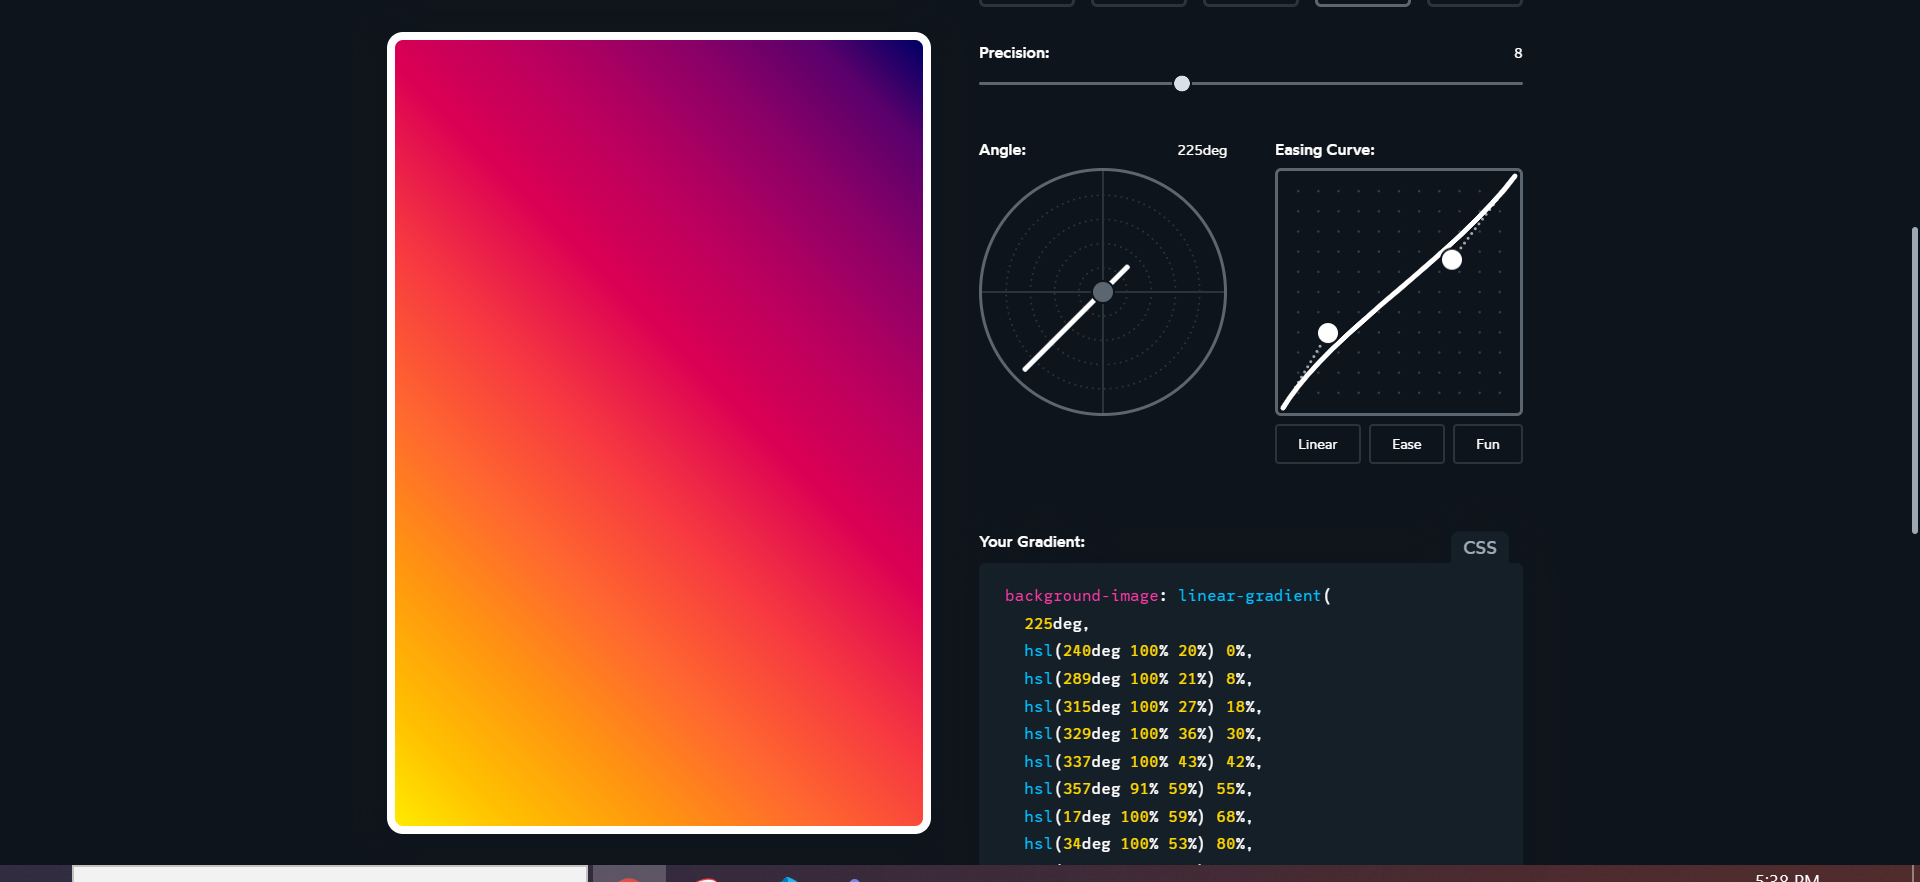 Precision:
8
Angle:
225deg
Easing Curve:
Linear
Ease
Fun
Your Gradient:
CSS
background-image: linear-gradient(
225deg,
hsl(240deg 100% 20%) 0%,
hsl(289deg 100% 21%) 8%,
hsl(315deg 100% 27%) 18%,
hsl(329deg 100% 36%) 30%,
hsl(337deg 100% 43%) 42%,
hsl(357deg 91% 59%) 55%,
hsl(17deg 100% 59%) 68%,
hsl(34deg 100% 53%) 80%,
5:38 PM